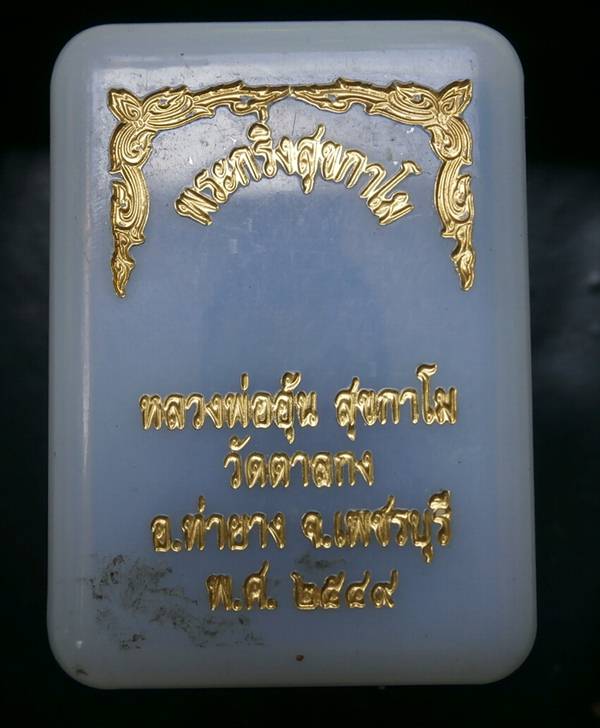 พระกริ่งสุขกาโม
หลวงพ่ออุ้น สุขกาโม
วัดตาลกง
อ.ท่ายาง จ.เพชรบุรี
พ.ศ. ๒๕๔๙